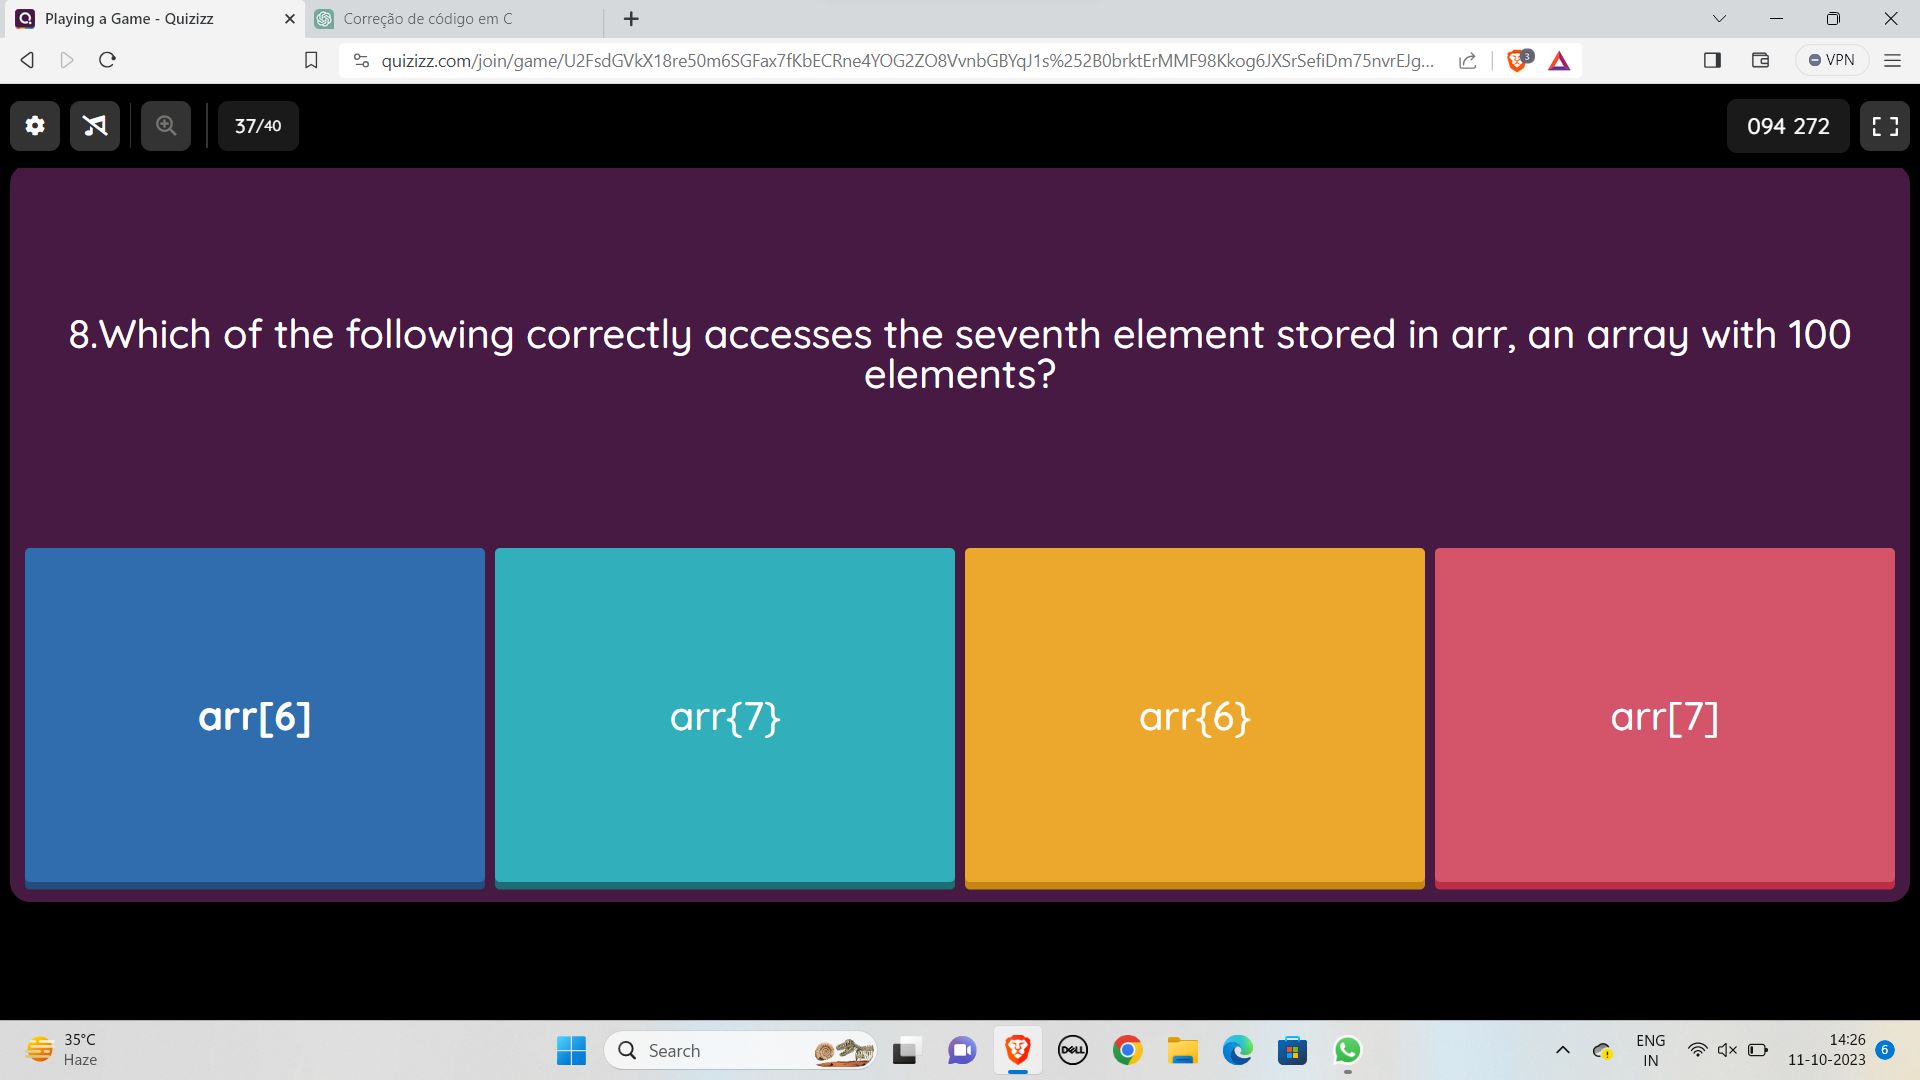 Playing a Game - Quizizz
Correção de código em C
quizizz.com/join/game/U2FsdGVkX18re50m6SGFax7fKbECRne4YOG2ZO8VvnbGBYqJ1s%252B0brktErMMF98Kkog6JXSrSefiDm75nvrEJg...
3
VPN
37/40
094 272
8.Which of the following correctly accesses the seventh element stored in arr, an array with 100
elements?
arr[6]
arr{7}
arr{6}
arr[7]
35°C
Haze
Search
DELL
ENG
IN
14:26
11-10-2023
6